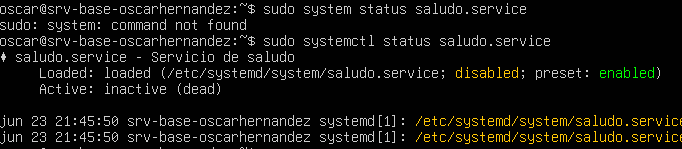 oscar@srv-base-oscarhernandez:~$ sudo system status saludo.service
sudo: system: command not found
oscar@srv-base-oscarhernandez:~$ sudo systemctl status saludo.service
♦ saludo.service - Servicio de saludo
Loaded: loaded (/etc/systemd/system/saludo.service; disabled; preset: enabled)
Active: inactive (dead)
jun 23 21:45:50 srv-base-oscarhernandez systemd[1]: /etc/systemd/system/saludo.service
jun 23 21:45:50 srv-base-oscarhernandez systemd[1]: /etc/systemd/system/saludo.service